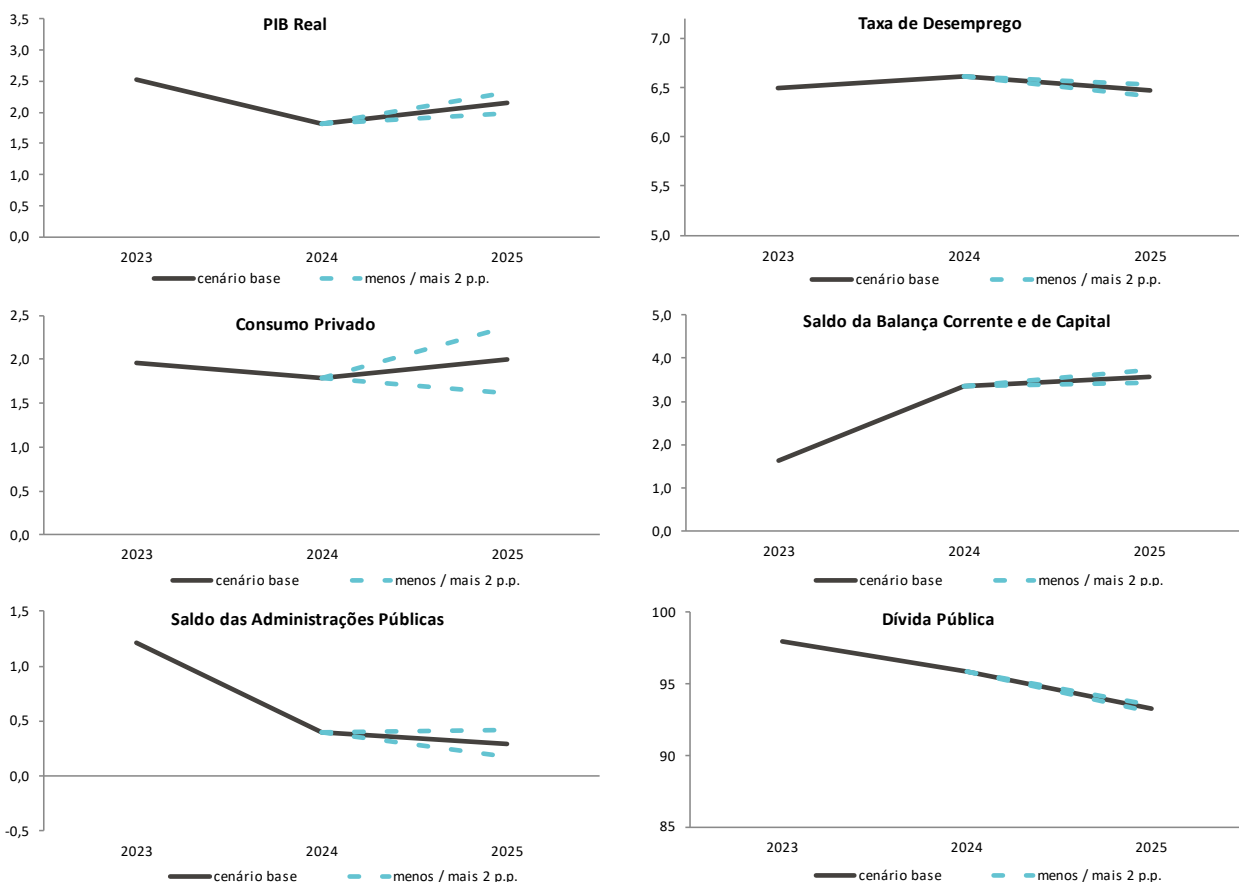 PIB Real
3,5
3,0
2,5
2,0
1,5
1,0
0,5
0,0
2023 2024 2025
cenário base menos / mais 2 p.p.
Taxa de Desemprego
7,0
6,5
6,0
5,5
5,0
2023 2024 2025
cenário base menos / mais 2 p.p.
Consumo Privado
2,5
2,0
1,5
1,0
0,5
0,0
2023 2024 2025
cenário base menos / mais 2 p.p.
Saldo da Balança Corrente e de Capital
5,0
4,0
3,0
2,0
1,0
0,0
2023 2024 2025
cenário base menos / mais 2 p.p.
Saldo das Administrações Públicas
1,5
1,0
0,5
0,0
-0,5
2023 2024 2025
cenário base menos / mais 2 p.p.
Dívida Pública
100
95
90
85
2023 2024 2025
cenário base menos / mais 2 p.p.